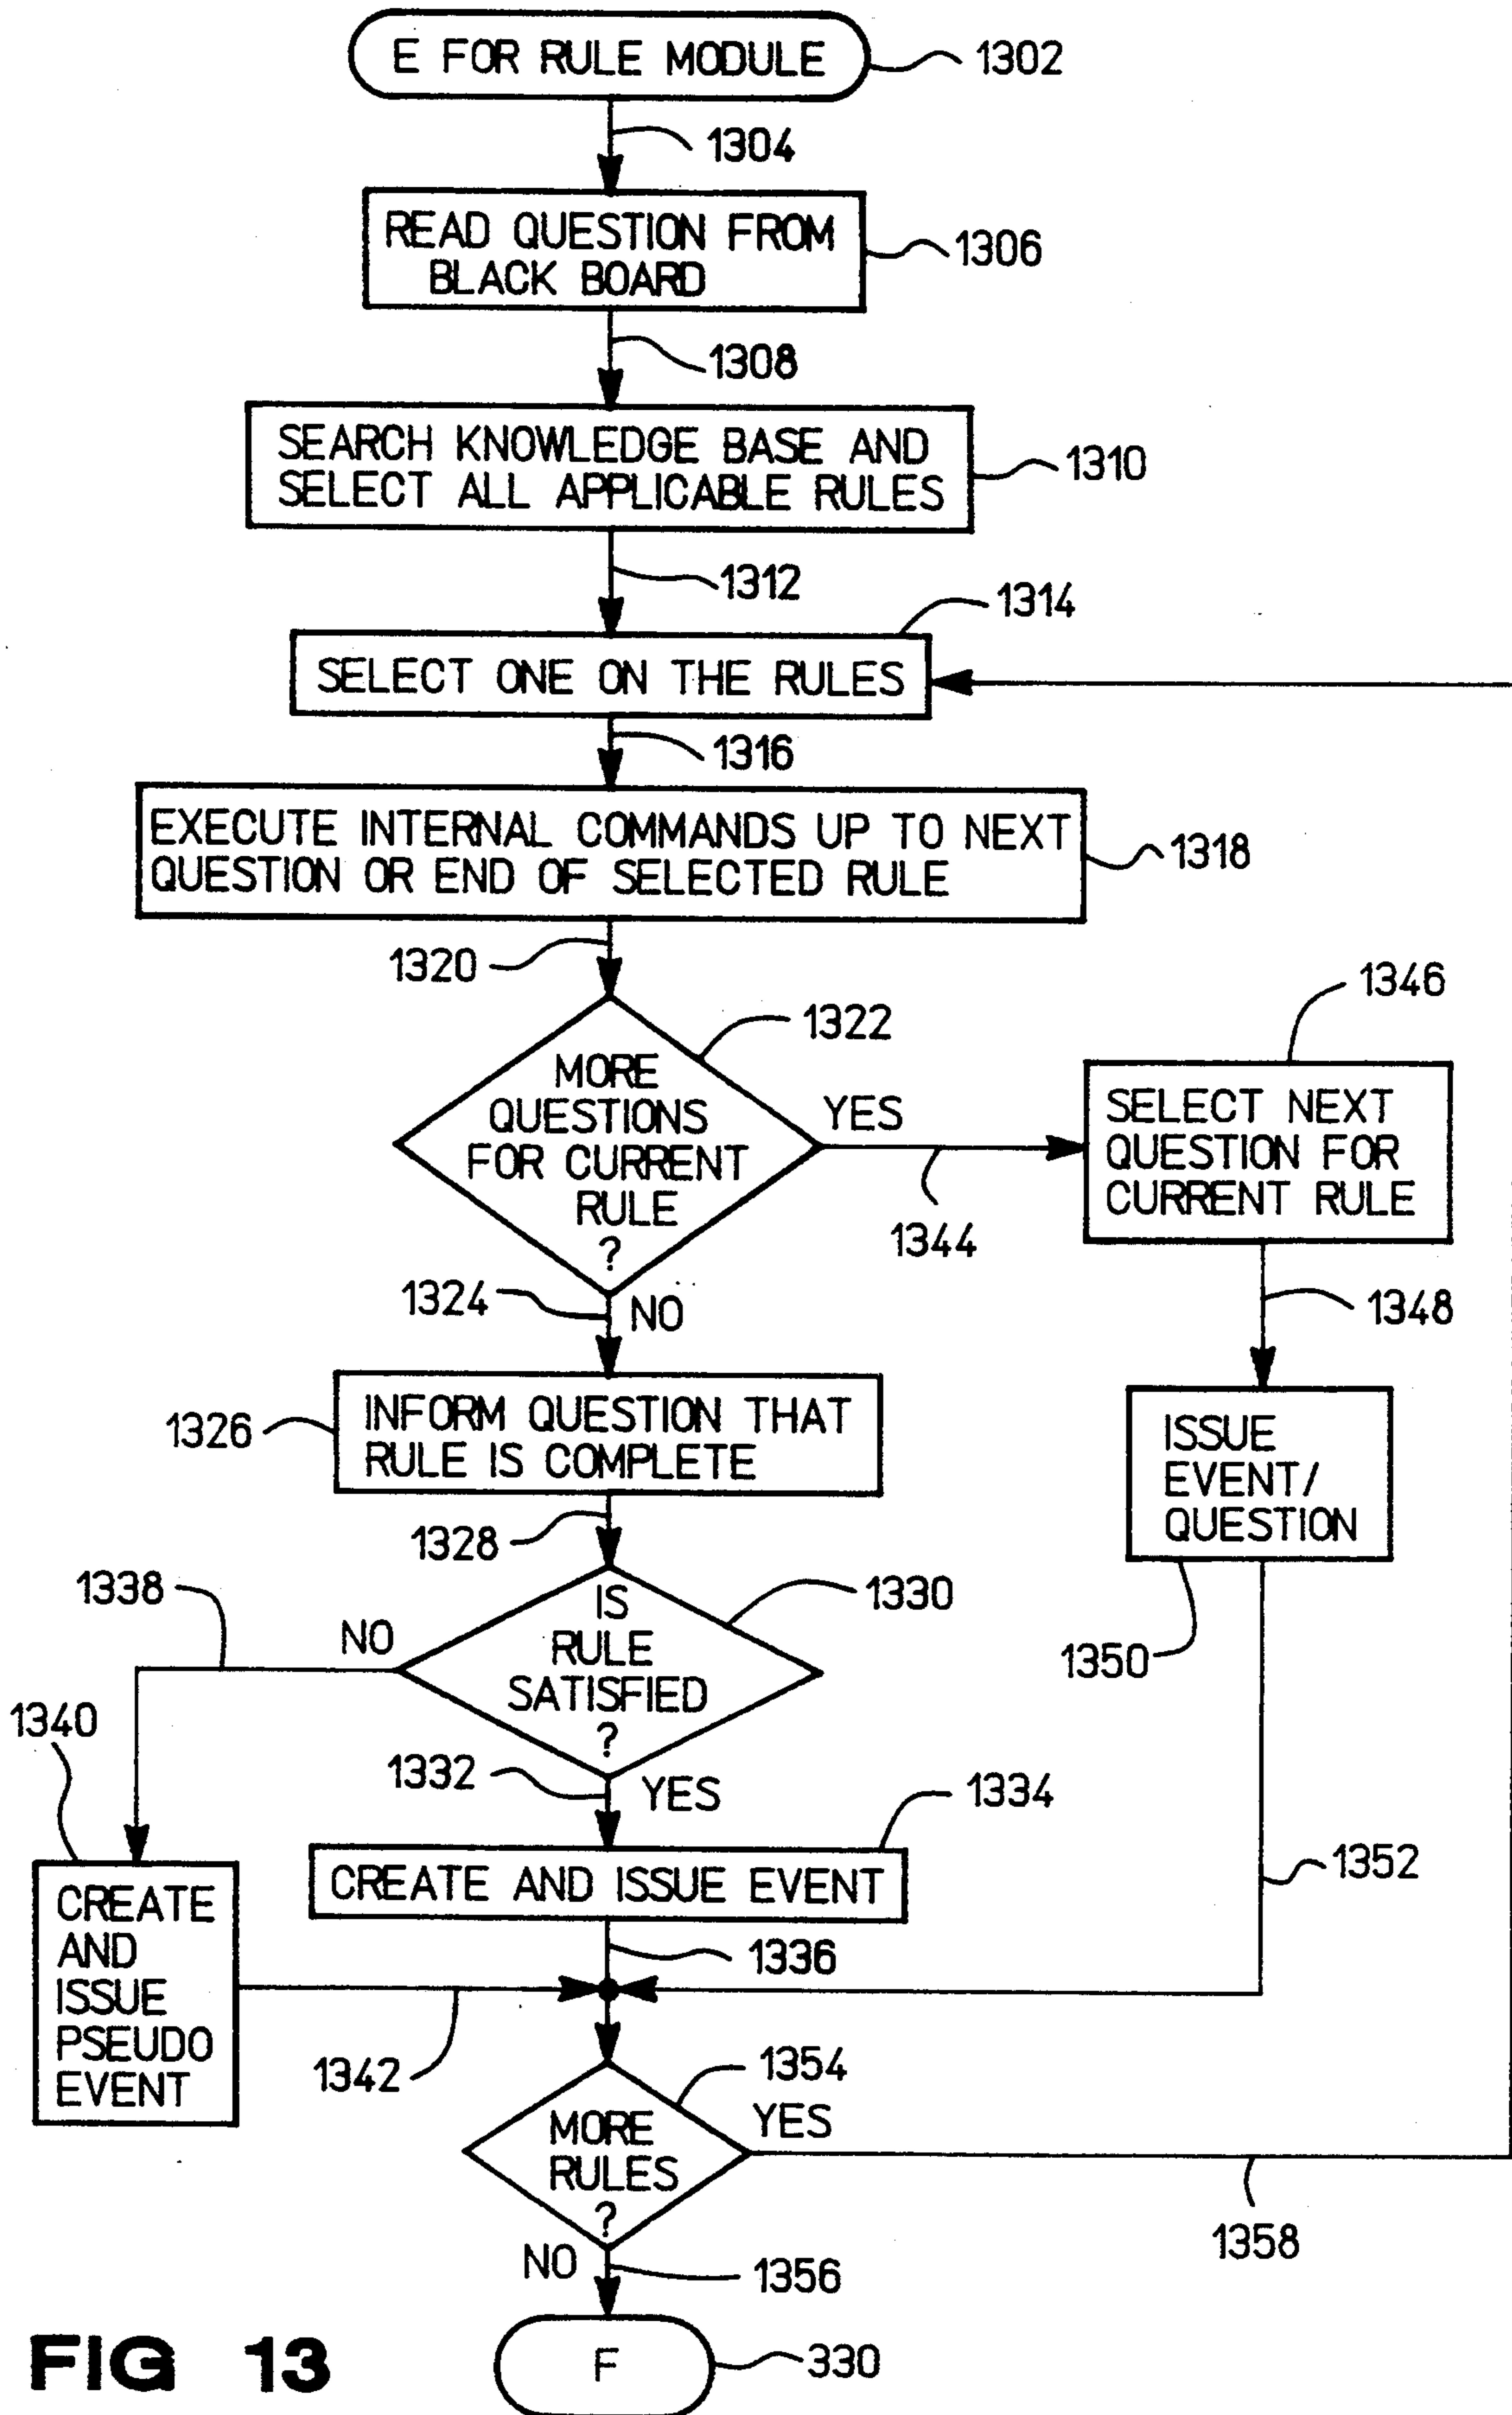 E FOR RULE MODULE
1302
1304
READ QUESTION FROM
BLACK BOARD
1306
1308
SEARCH KNOWLEDGE BASE AND
SELECT ALL APPLICABLE RULES
1310
1312
1314
SELECT ONE ON THE RULES
1316
EXECUTE INTERNAL COMMANDS UP TO NEXT
QUESTION OR END OF SELECTED RULE
1318
1320
1322
MORE
QUESTIONS
FOR CURRENT
RULE
?
YES
1344
1346
SELECT NEXT
QUESTION FOR
CURRENT RULE
1324
NO
1348
INFORM QUESTION THAT
RULE IS COMPLETE
1326
ISSUE
EVENT/
QUESTION
1350
1328
1330
IS
RULE
SATISFIED
?
1338
NO
1332
YES
1334
1340
CREATE AND ISSUE EVENT
CREATE
AND
ISSUE
PSEUDO
EVENT
1336
1352
1342
1354
MORE
RULES
?
YES
1358
NO
1356
F
330
FIG 13